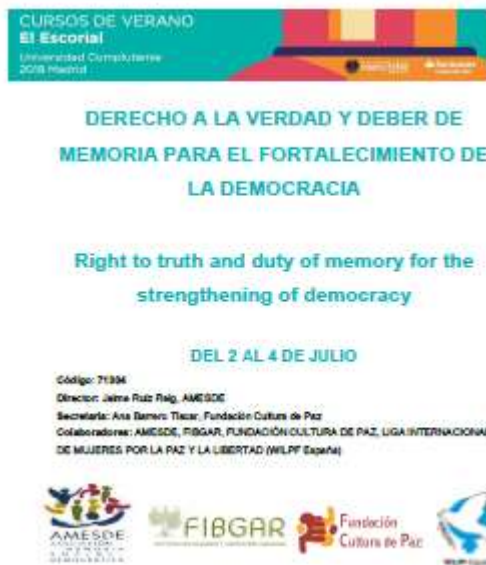 CURSOS DE VERANO
El Escorial
Universidad Complutense
2018 Madrid
DERECHO A LA VERDAD Y DEBER DE
MEMORIA PARA EL FORTALECIMIENTO DE
LA DEMOCRACIA
Right to truth and duty of memory for the
strengthening of democracy
DEL 2 AL 4 DE JULIO
Código:
Director: Jaime Ruiz Reig, AMESDE
Secretaria: Ana Barrero Tiscar, Fundación Cultura de Paz
Colaboradores: AMESDE, FIBGAR, FUNDACIÓN CULTURA DE PAZ, LIGA INTERNACIONAL
DE MUJERES POR LA PAZ Y LA LIBERTAD (WILPF España)
AMESDE
FIBGAR
Fundación
Cultura de Paz